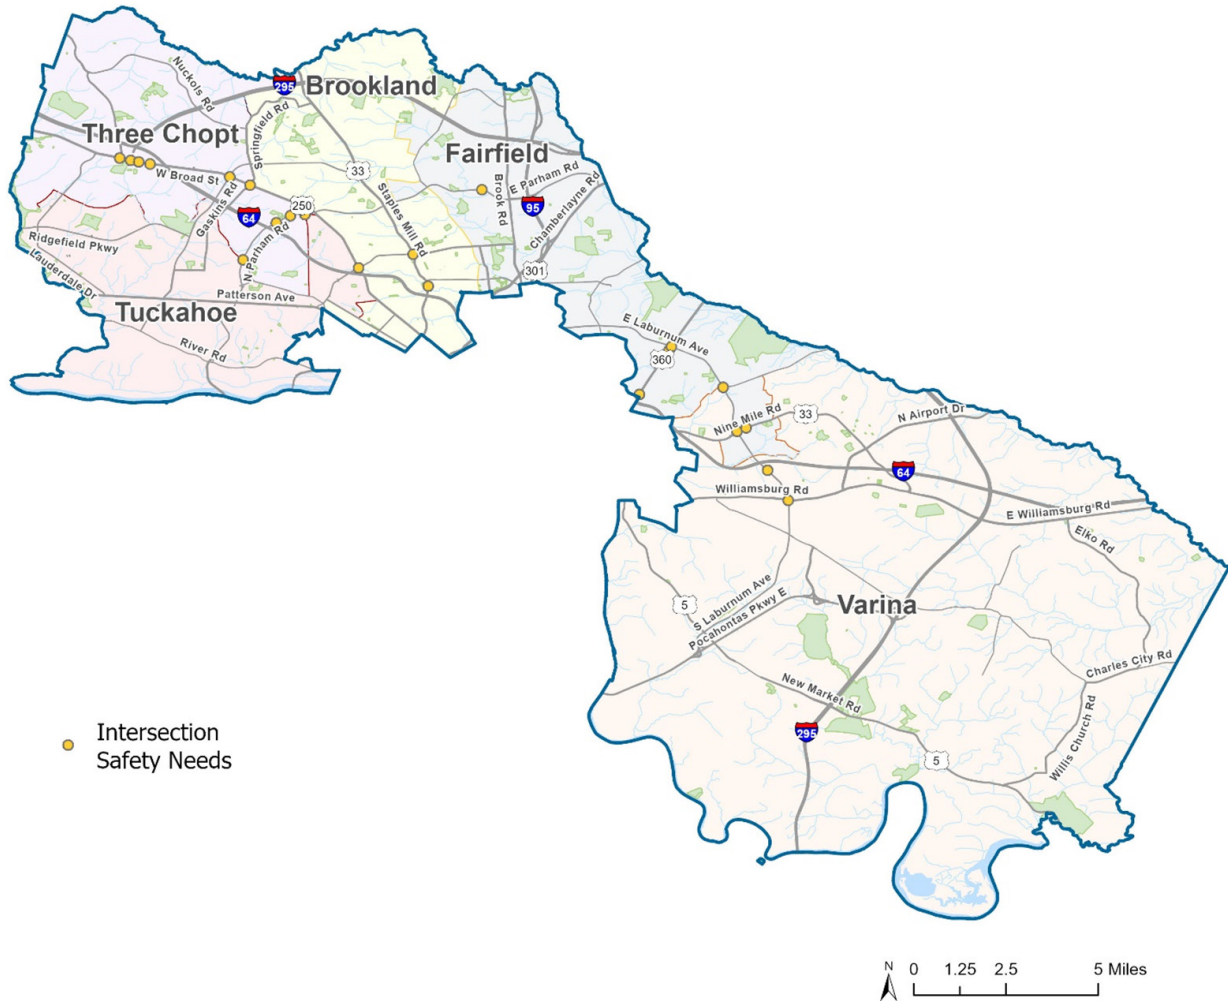 Nuckols Rd
295
Brookland
Springfield Rd
Three Chopt
Fairfield
33
W Broad St
E Parham Rd
Staples Mill Rd
Brook Rd
Gaskins Rd
250
95
64
Chamberlayne Rd
N Parham Rd
Ridgefield Pkwy
Lauderdale Dr
301
Patterson Ave
Tuckahoe
E Laburnum Ave
River Rd
360
Nine Mile Rd
33
N Airport Dr
64
Williamsburg Rd
E Williamsburg Rd
Elko Rd
5
S Laburnum Ave
Pocahontas Pkwy E
Varina
Charles City Rd
New Market Rd
295
Willis Church Rd
5
Intersection
Safety Needs
N
0 1.25 2.5 5 Miles